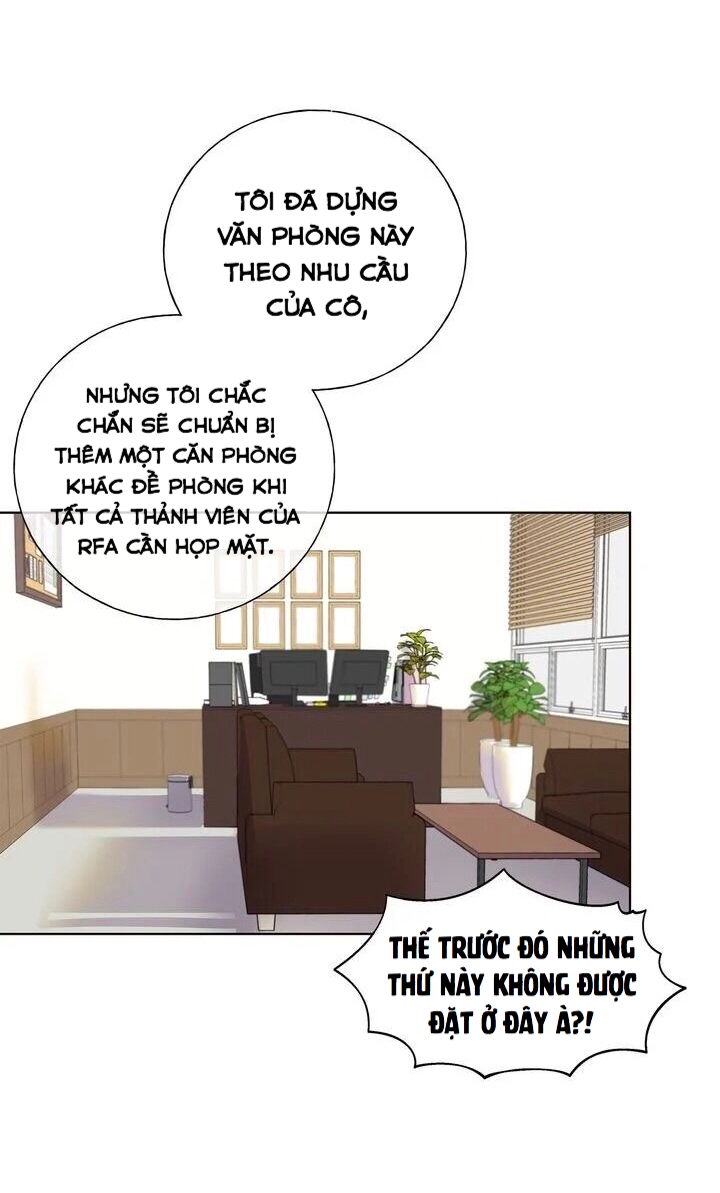 TÔI ĐÃ DỰNG
VĂN PHÒNG NÀY
THEO NHU CẦU
CỦA CÔ,
NHƯNG TÔI CHẮC
CHẮN SẼ CHUẨN BỊ
THÊM MỘT CĂN PHÒNG
KHÁC ĐỀ PHÒNG KHI
TẤT CẢ THẢNH VIÊN CỦA
RFA CẦN HỌP MẶT.
THẾ TRƯỚC ĐÓ NHỮNG
THỨ NÀY KHÔNG ĐƯỢC
ĐẶT Ở ĐÂY À?!